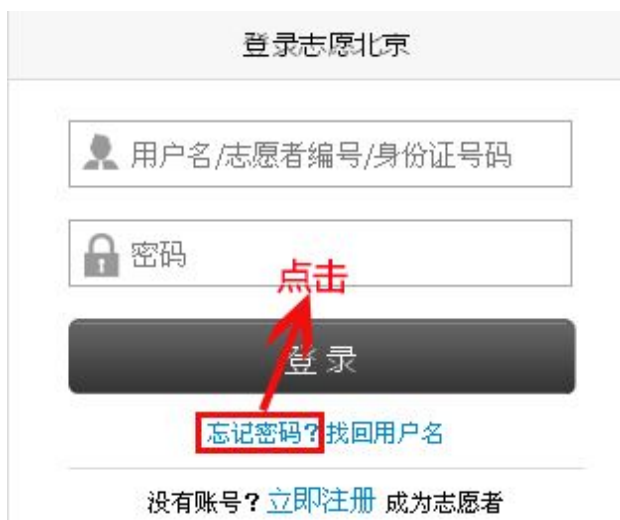 登录志愿北京
用户名/志愿者编号/身份证号码
密码
点击
登录
忘记密码?找回用户名
没有账号?立即注册 成为志愿者